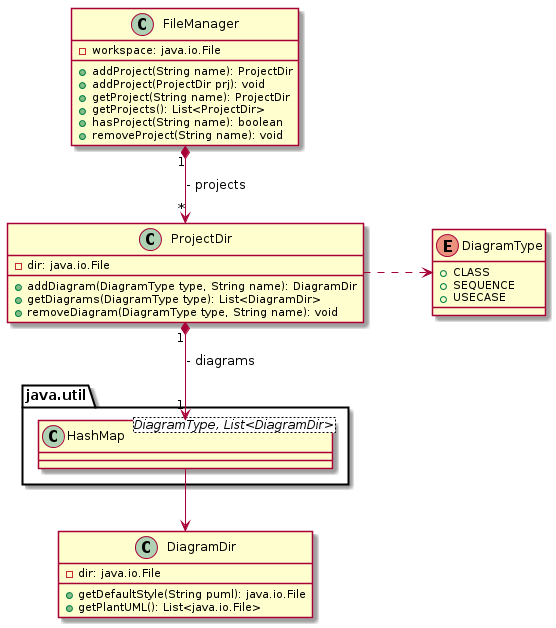 C FileManager
workspace: java.io.File
addProject(String name): ProjectDir
addProject(ProjectDir prj): void
getProject(String name): ProjectDir
getProjects(): List<ProjectDir>
hasProject(String name): boolean
removeProject(String name): void
1
- projects
*
C ProjectDir
dir: java.io.File
addDiagram(DiagramType type, String name): DiagramDir
getDiagrams(DiagramType type): List<DiagramDir>
removeDiagram(DiagramType type, String name): void
E DiagramType
CLASS
SEQUENCE
USECASE
1
- diagrams
1
java.util
C HashMap
DiagramType, List<DiagramDir>
C DiagramDir
dir: java.io.File
getDefaultStyle(String puml): java.io.File
getPlantUML(): List<java.io.File>